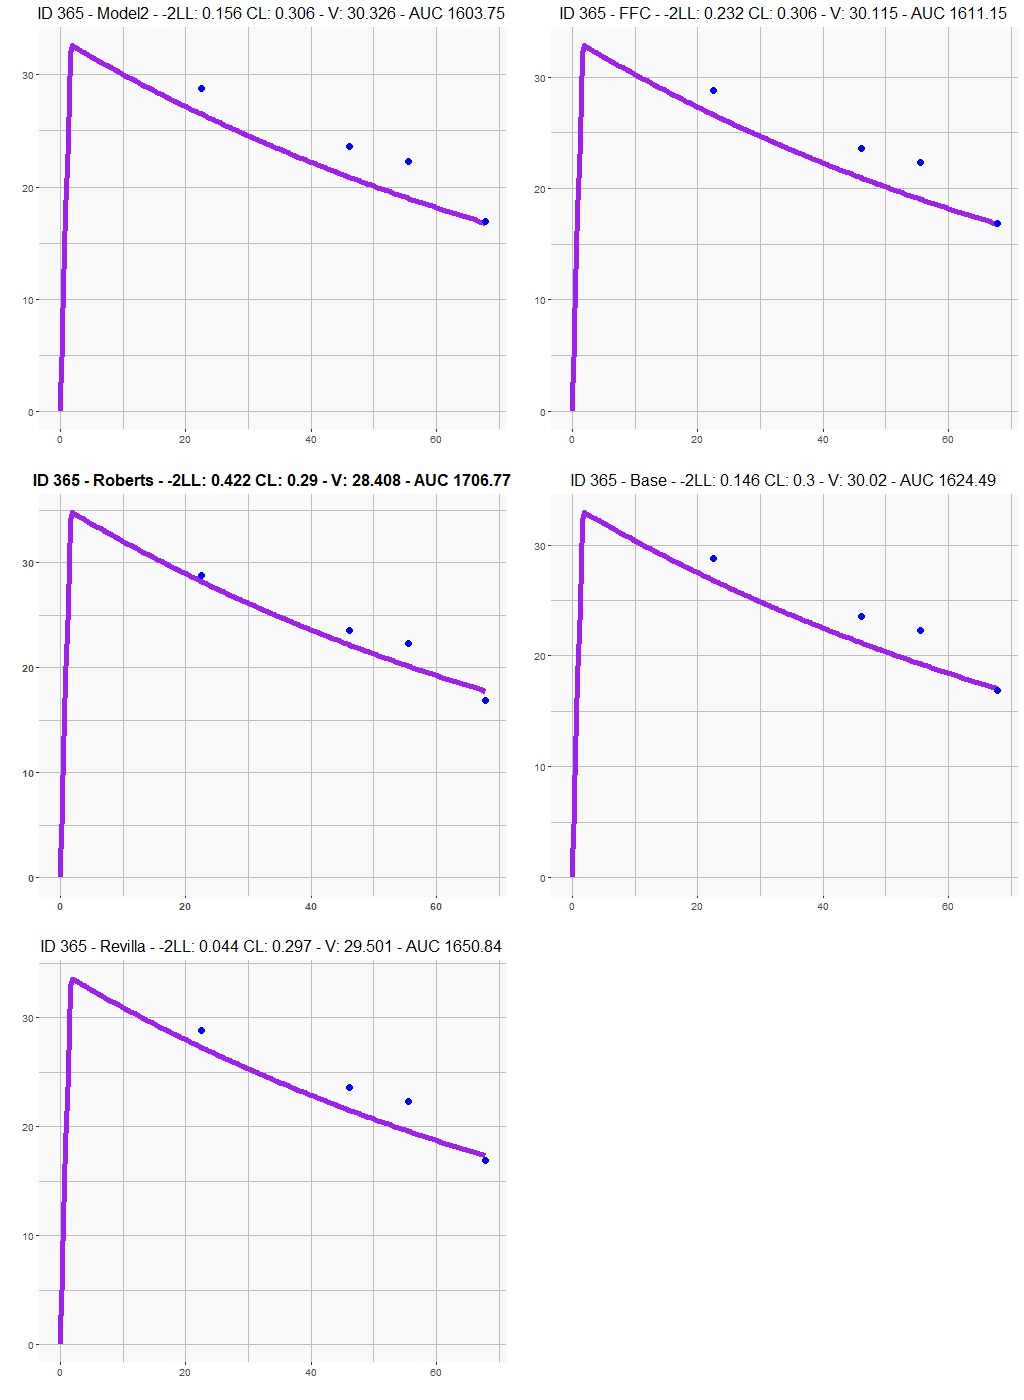 ID 365 - Model2 - -2LL: 0.156 CL: 0.306 - V: 30.326 - AUC 1603.75
30
20
10
0
0 20 40 60
ID 365 - FFC - -2LL: 0.232 CL: 0.306 - V: 30.115 - AUC 1611.15
30
20
10
0
0 20 40 60
ID 365 - Roberts - -2LL: 0.422 CL: 0.29 - V: 28.408 - AUC 1706.77
30
20
10
0
0 20 40 60
ID 365 - Base - -2LL: 0.146 CL: 0.3 - V: 30.02 - AUC 1624.49
30
20
10
0
0 20 40 60
ID 365 - Revilla - -2LL: 0.044 CL: 0.297 - V: 29.501 - AUC 1650.84
30
20
10
0
0 20 40 60